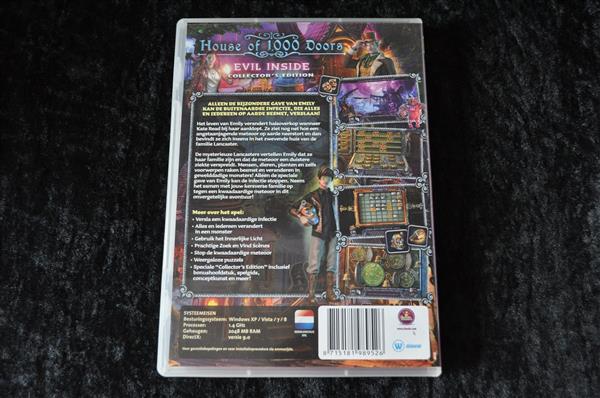 House of 1000 Doors
EVIL INSIDE
COLLECTOR'S EDITION
ALLEEN DE BIJZONDERE GAVE VAN EMILY
KAN DE BUITENAARDSE INFECTIE, DIE ALLES
EN IEDEREEN OP AARDE BESMET, VERSLAAN!
Het leven van Emily verandert halsoverkop wanneer
Kate Reed bij haar aanklopt. Ze ziet nog net hoe een
angstaanjagende meteoor op aarde neerstort en dan
bevindt ze zich ineens in het zwevende huis van de
familie Lancaster.
De mysterieuze Lancasters vertellen Emily dat ze
haar familie zijn en dat de meteoor een duistere
ziekte verspreidt. Mensen, dieren, planten en zelfs
voorwerpen raken besmet en veranderen in
gewelddadige monsters! Alleen de speciale
gave van Emily kan de infectie stoppen. Neem
het samen met jouw kersverse familie op
tegen een kwaadaardige meteoor in dit
onvergetelijke avontuur!
Meer over het spel:
• Versla een kwaadaardige infectie
• Alles en iedereen verandert
in een monster
• Gebruik het Innerlijke Licht
• Prachtige Zoek en Vind Scènes
• Stop de kwaadaardige meteoor
• Weergaloze puzzels
• Speciale "Collector's Edition" inclusief
bonushoofdstuk, spelgids,
conceptkunst en meer!
SYSTEEMEISEN
Besturingssysteem: Windows XP / Vista / 7 / 8
Processor: 1.4 GHz
Geheugen: 2048 MB RAM
DirectX: versie 9.0
8 715181 989526